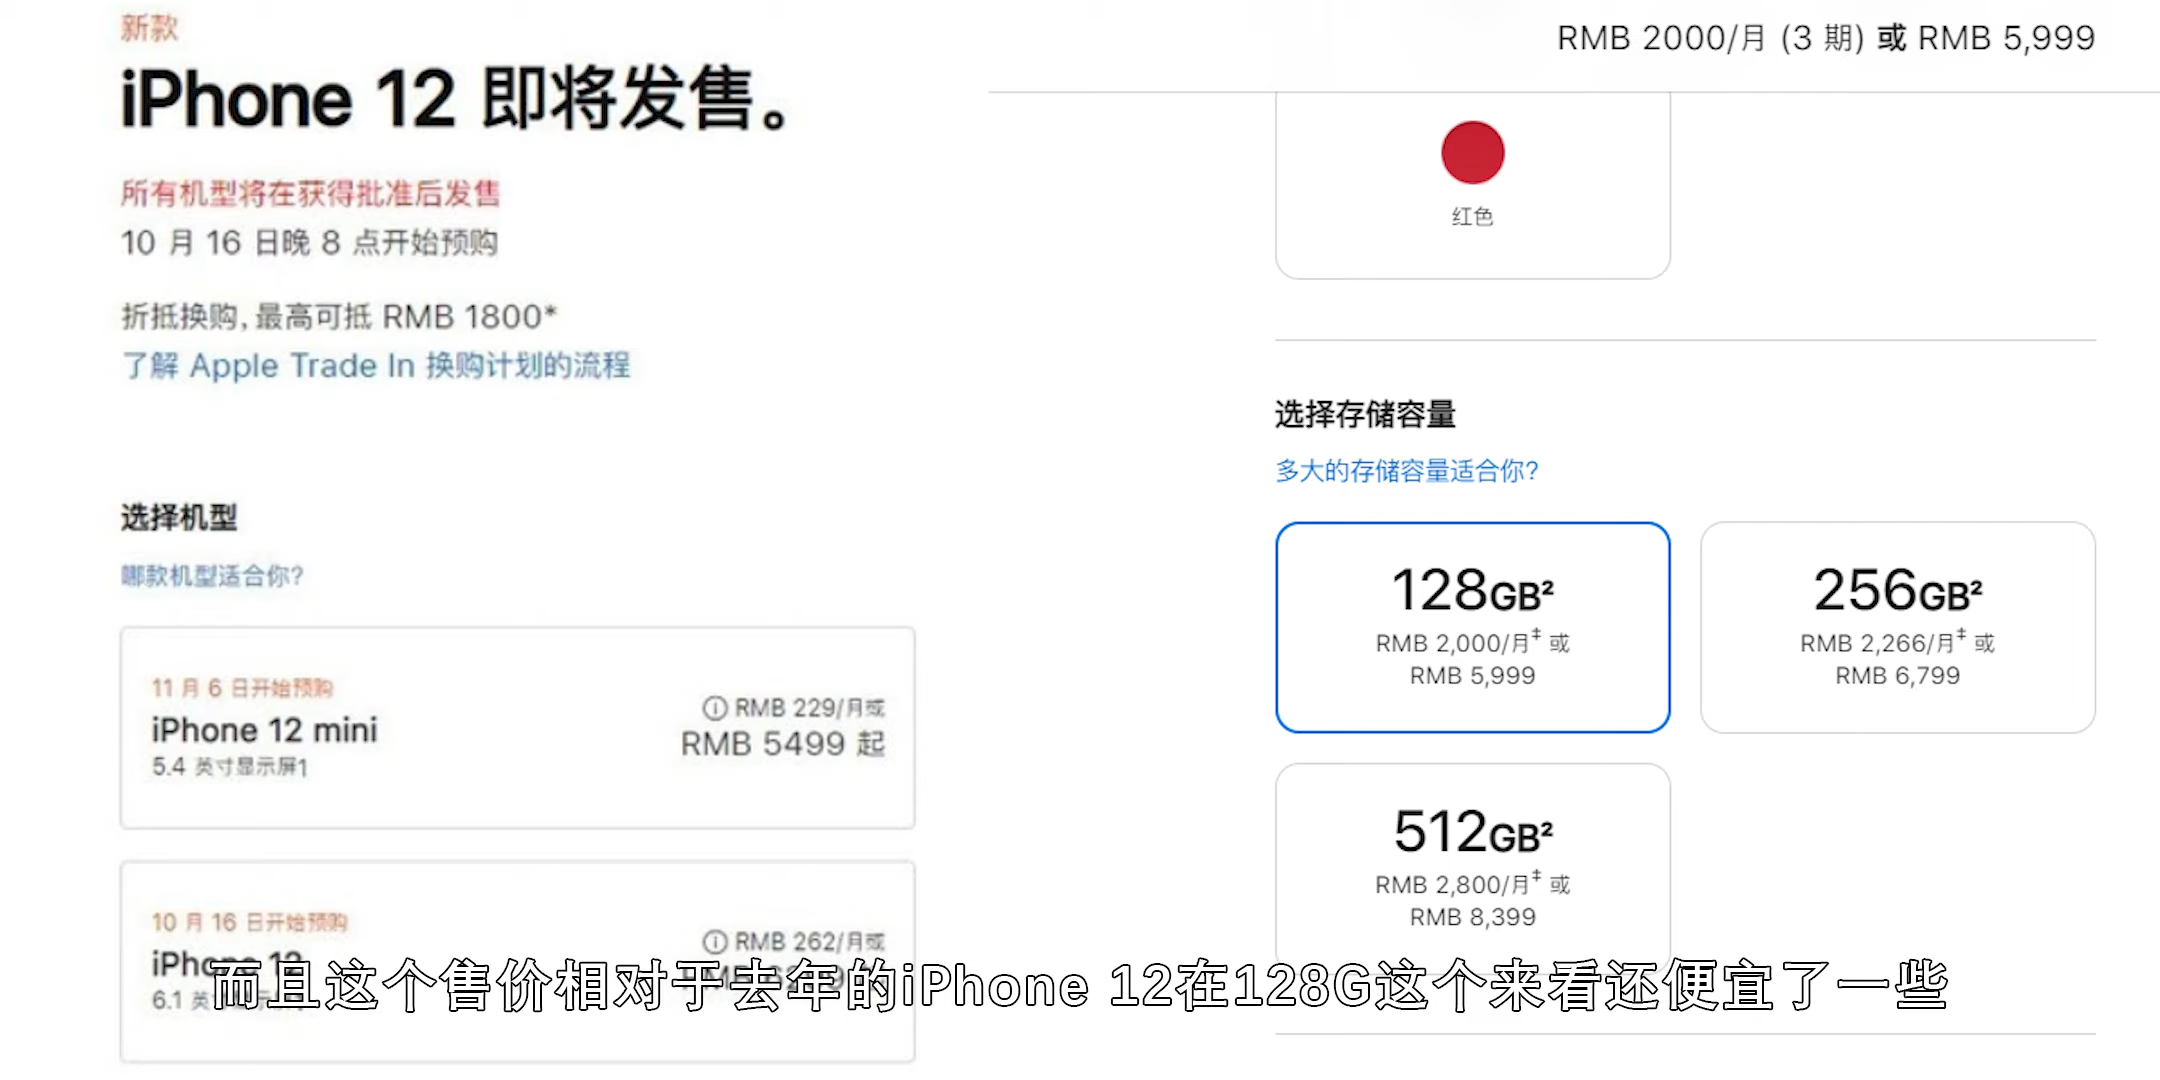 新款
iPhone 12 即将发售。
所有机型将在获得批准后发售
10 月 16 日晚 8 点开始预购
折抵换购,最高可抵 RMB 1800*
了解 Apple Trade In 换购计划的流程
选择机型
哪款机型适合你?
11 月 6 日开始预购
iPhone 12 mini
5.4 英寸显示屏1
RMB 229/月或
RMB 5499 起
10 月 16 日开始预购
iPhone 12
6.1
RMB 262/月或
RMB 2000/月 (3 期) 或 RMB 5,999
红色
选择存储容量
多大的存储容量适合你?
128GB²
RMB 2,000/月‡ 或
RMB 5,999
256GB²
RMB 2,266/月‡ 或
RMB 6,799
512GB²
RMB 2,800/月‡ 或
RMB 8,399
而且这个售价相对于去年的iPhone 12在128G这个来看还便宜了一些